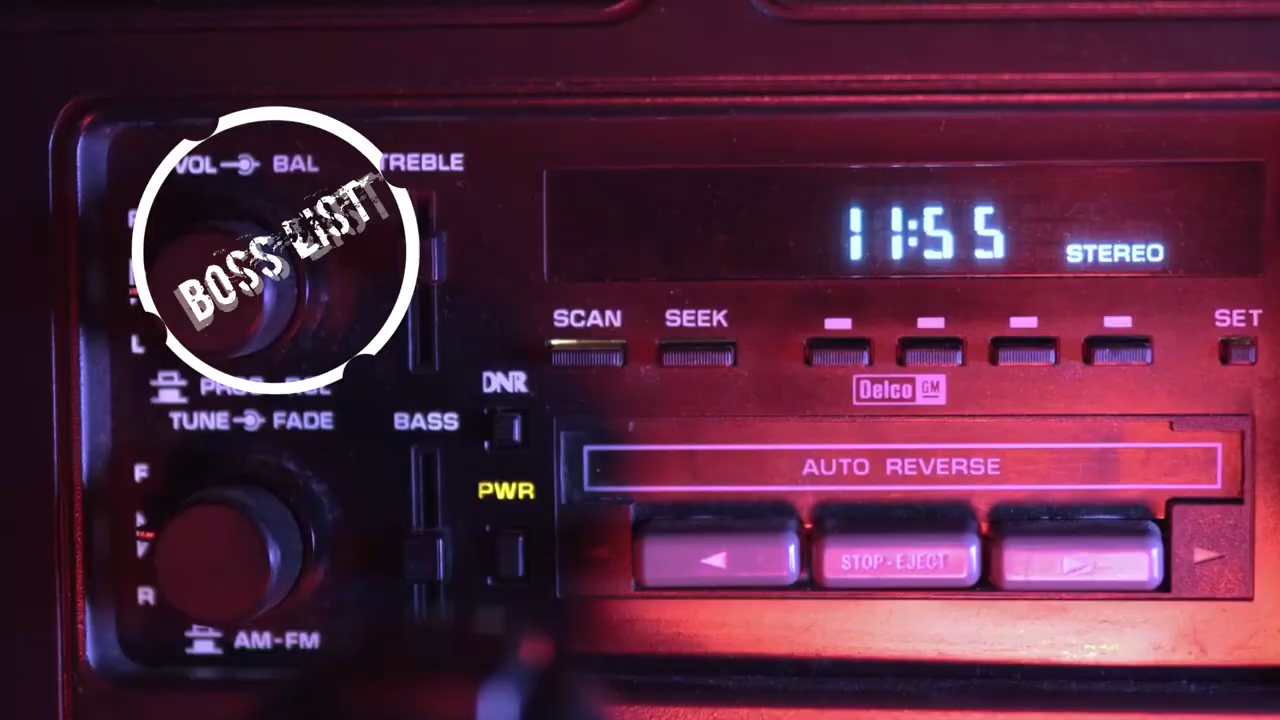 VOL BAL TREBLE
BOSS LIST
11:55
STEREO
SCAN SEEK SET
L
DNR
Delco GM
TUNE FADE BASS
AUTO REVERSE
F
PWR
STOP-EJECT
R
AM-FM